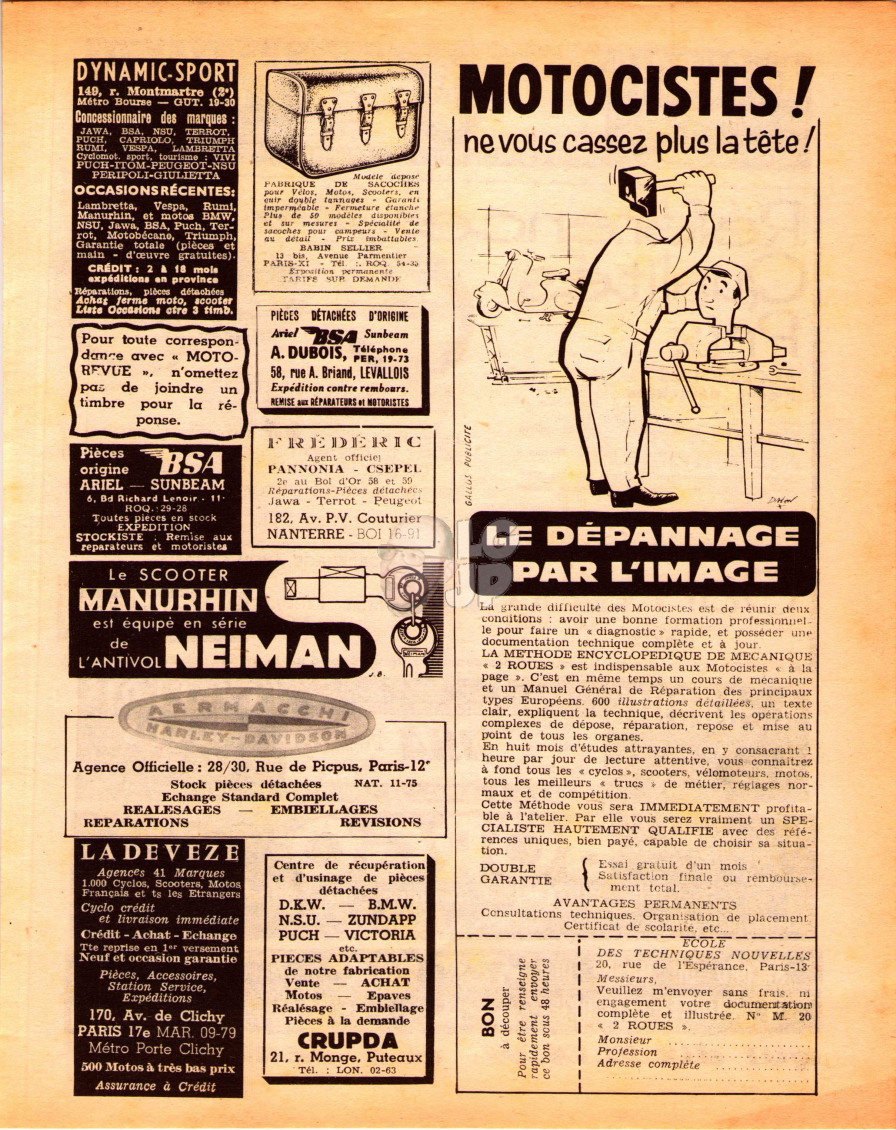 DYNAMIC-SPORT
149, r. Montmartre (2e)
Métro Bourse — GUT. 19-30
Concessionnaire des marques :
JAWA, BSA, NSU, TERROT,
PUCH, CAPRIOLO, TRIUMPH
RUMI, VESPA, LAMBRETTA
Cyclomot. sport, tourisme : VIVI
PUCH-ITOM-PEUGEOT-NSU
PERIPOLI-GIULIETTA
OCCASIONS RÉCENTES:
Lambretta, Vespa, Rumi,
Manurhin, et motos BMW,
NSU, Jawa, BSA, Puch, Ter-
rot, Motobécane, Triumph,
Garantie totale (pièces et
main - d'œuvre gratuites).
CRÉDIT : 2 à 18 mois
expéditions en province
Réparations, pièces détachées
Achat ferme moto, scooter
Liste Occasions ctre 3 timb.
Pour toute correspon-
dance avec « MOTO-
REVUE », n'omettez
pas de joindre un
timbre pour la ré-
ponse.
Pièces
origine BSA
ARIEL — SUNBEAM
6, Bd Richard Lenoir - 11e
ROQ. 29-28
Toutes pieces en stock
EXPEDITION
STOCKISTE : Remise aux
reparateurs et motoristes
Modèle déposé
FABRIQUE DE SACOCHES
pour Vélos, Motos, Scooters, en
cuir double tannages - Garanti
imperméable - Fermeture étanche
Plus de 50 modèles disponibles
et sur mesures - Spécialité de
sacoches pour campeurs - Vente
au détail - Prix imbattables.
BABIN SELLIER
13 bis, Avenue Parmentier
PARIS-XI - Tél. : ROQ. 54-33
Exposition permanente
TARIFS SUR DEMANDE
PIÈCES DÉTACHÉES D'ORIGINE
Ariel BSA Sunbeam
A. DUBOIS, Téléphone
PER. 19-73
58, rue A. Briand, LEVALLOIS
Expédition contre rembours.
REMISE aux RÉPARATEURS et MOTORISTES
FRÉDÉRIC
Agent officiel
PANNONIA - CSEPEL
2e au Bol d'Or 58 et 59
Réparations-Pièces détachées
Jawa - Terrot - Peugeot
182, Av. P.V. Couturier
NANTERRE - BOI 16-91
Le SCOOTER
MANURHIN
est équipé en série
de
L'ANTIVOL NEIMAN
NEIMAN
J.B.
AERMACCHI
HARLEY-DAVIDSON
Agence Officielle : 28/30, Rue de Picpus, Paris-12e
Stock pièces détachées NAT. 11-75
Echange Standard Complet
REALESAGES — EMBIELLAGES
REPARATIONS REVISIONS
LADEVEZE
Agences 41 Marques
1.000 Cyclos, Scooters, Motos
Français et ts les Etrangers
Cyclo crédit
et livraison immédiate
Crédit - Achat - Echange
Tte reprise en 1er versement
Neuf et occasion garantie
Pièces, Accessoires,
Station Service,
Expéditions
170, Av. de Clichy
PARIS 17e MAR. 09-79
Métro Porte Clichy
500 Motos à très bas prix
Assurance à Crédit
Centre de récupération
et d'usinage de pièces
détachées
D.K.W. — B.M.W.
N.S.U. — ZUNDAPP
PUCH — VICTORIA
etc.
PIECES ADAPTABLES
de notre fabrication
Vente — ACHAT
Motos — Epaves
Réalésage - Embiellage
Pièces à la demande
CRUPDA
21, r. Monge, Puteaux
Tél. : LON. 02-63
MOTOCISTES !
ne vous cassez plus la tête !
GALLUS PUBLICITÉ
LE DÉPANNAGE
PAR L'IMAGE
La grande difficulté des Motocistes est de réunir deux
conditions : avoir une bonne formation professionnel-
le pour faire un « diagnostic » rapide, et posséder une
documentation technique complète et à jour.
LA METHODE ENCYCLOPEDIQUE DE MECANIQUE
« 2 ROUES » est indispensable aux Motocistes « à la
page ». C'est en même temps un cours de mécanique
et un Manuel Général de Réparation des principaux
types Européens. 600 illustrations détaillées, un texte
clair, expliquent la technique, décrivent les opérations
complexes de dépose, réparation, repose et mise au
point de tous les organes.
En huit mois d'études attrayantes, en y consacrant 1
heure par jour de lecture attentive, vous connaîtrez
à fond tous les « cyclos », scooters, vélomoteurs, motos,
tous les meilleurs « trucs » de métier, réglages nor-
maux et de compétition.
Cette Méthode vous sera IMMEDIATEMENT profita-
ble à l'atelier. Par elle vous serez vraiment un SPE-
CIALISTE HAUTEMENT QUALIFIE avec des réfé-
rences uniques, bien payé, capable de choisir sa situa-
tion.
DOUBLE
GARANTIE
Essai gratuit d'un mois
Satisfaction finale ou rembourse-
ment total.
AVANTAGES PERMANENTS
Consultations techniques. Organisation de placement
Certificat de scolarité, etc...
BON
à découper
Pour être renseigne
rapidement envoyer
ce bon sous 48 heures
ECOLE
DES TECHNIQUES NOUVELLES
20, rue de l'Espérance, Paris-13e
Messieurs,
Veuillez m'envoyer sans frais, ni
engagement votre documentation
complète et illustrée. N° M. 20
« 2 ROUES ».
Monsieur
Profession
Adresse complète